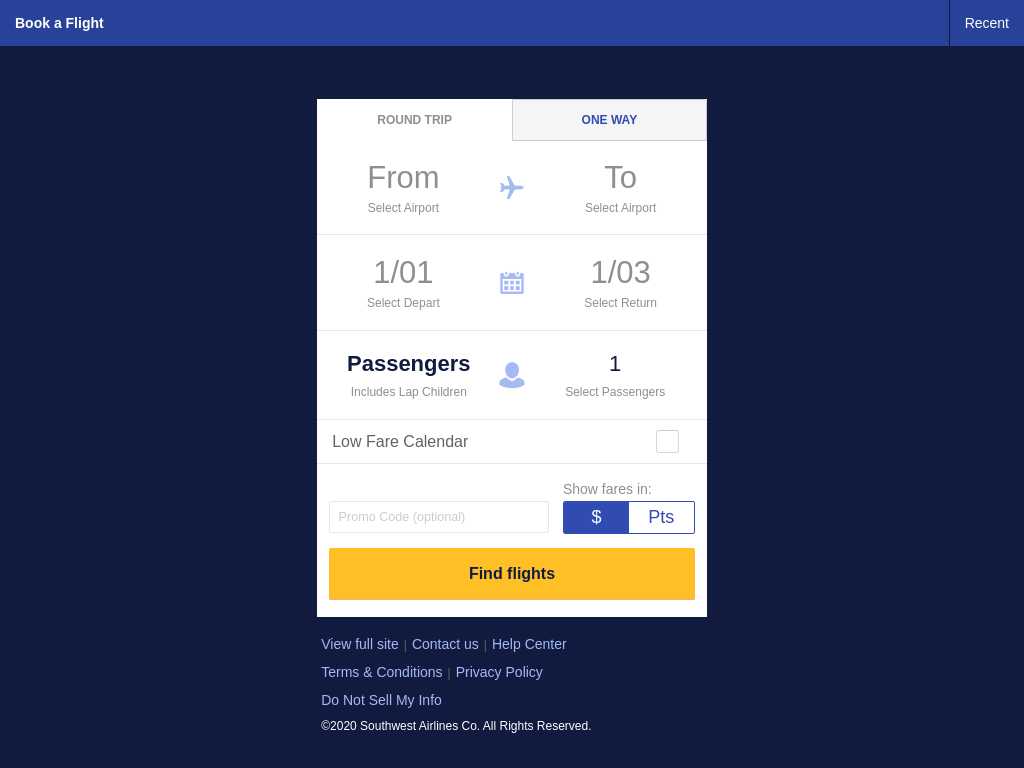 Book a Flight Recent
ROUND TRIP ONE WAY
From To
Select Airport Select Airport
1/01 1/03
Select Depart Select Return
Passengers 1
Includes Lap Children Select Passengers
Low Fare Calendar
Show fares in:
Promo Code (optional) $ Pts
Find flights
View full site | Contact us | Help Center
Terms & Conditions | Privacy Policy
Do Not Sell My Info
©2020 Southwest Airlines Co. All Rights Reserved.